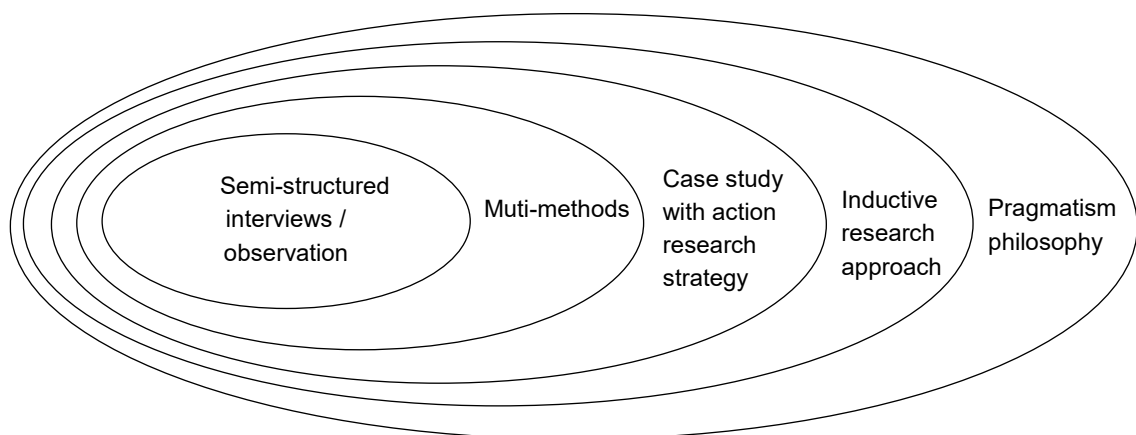 Semi-structured
interviews /
observation
Muti-methods
Case study
with action
research
strategy
Inductive
research
approach
Pragmatism
philosophy